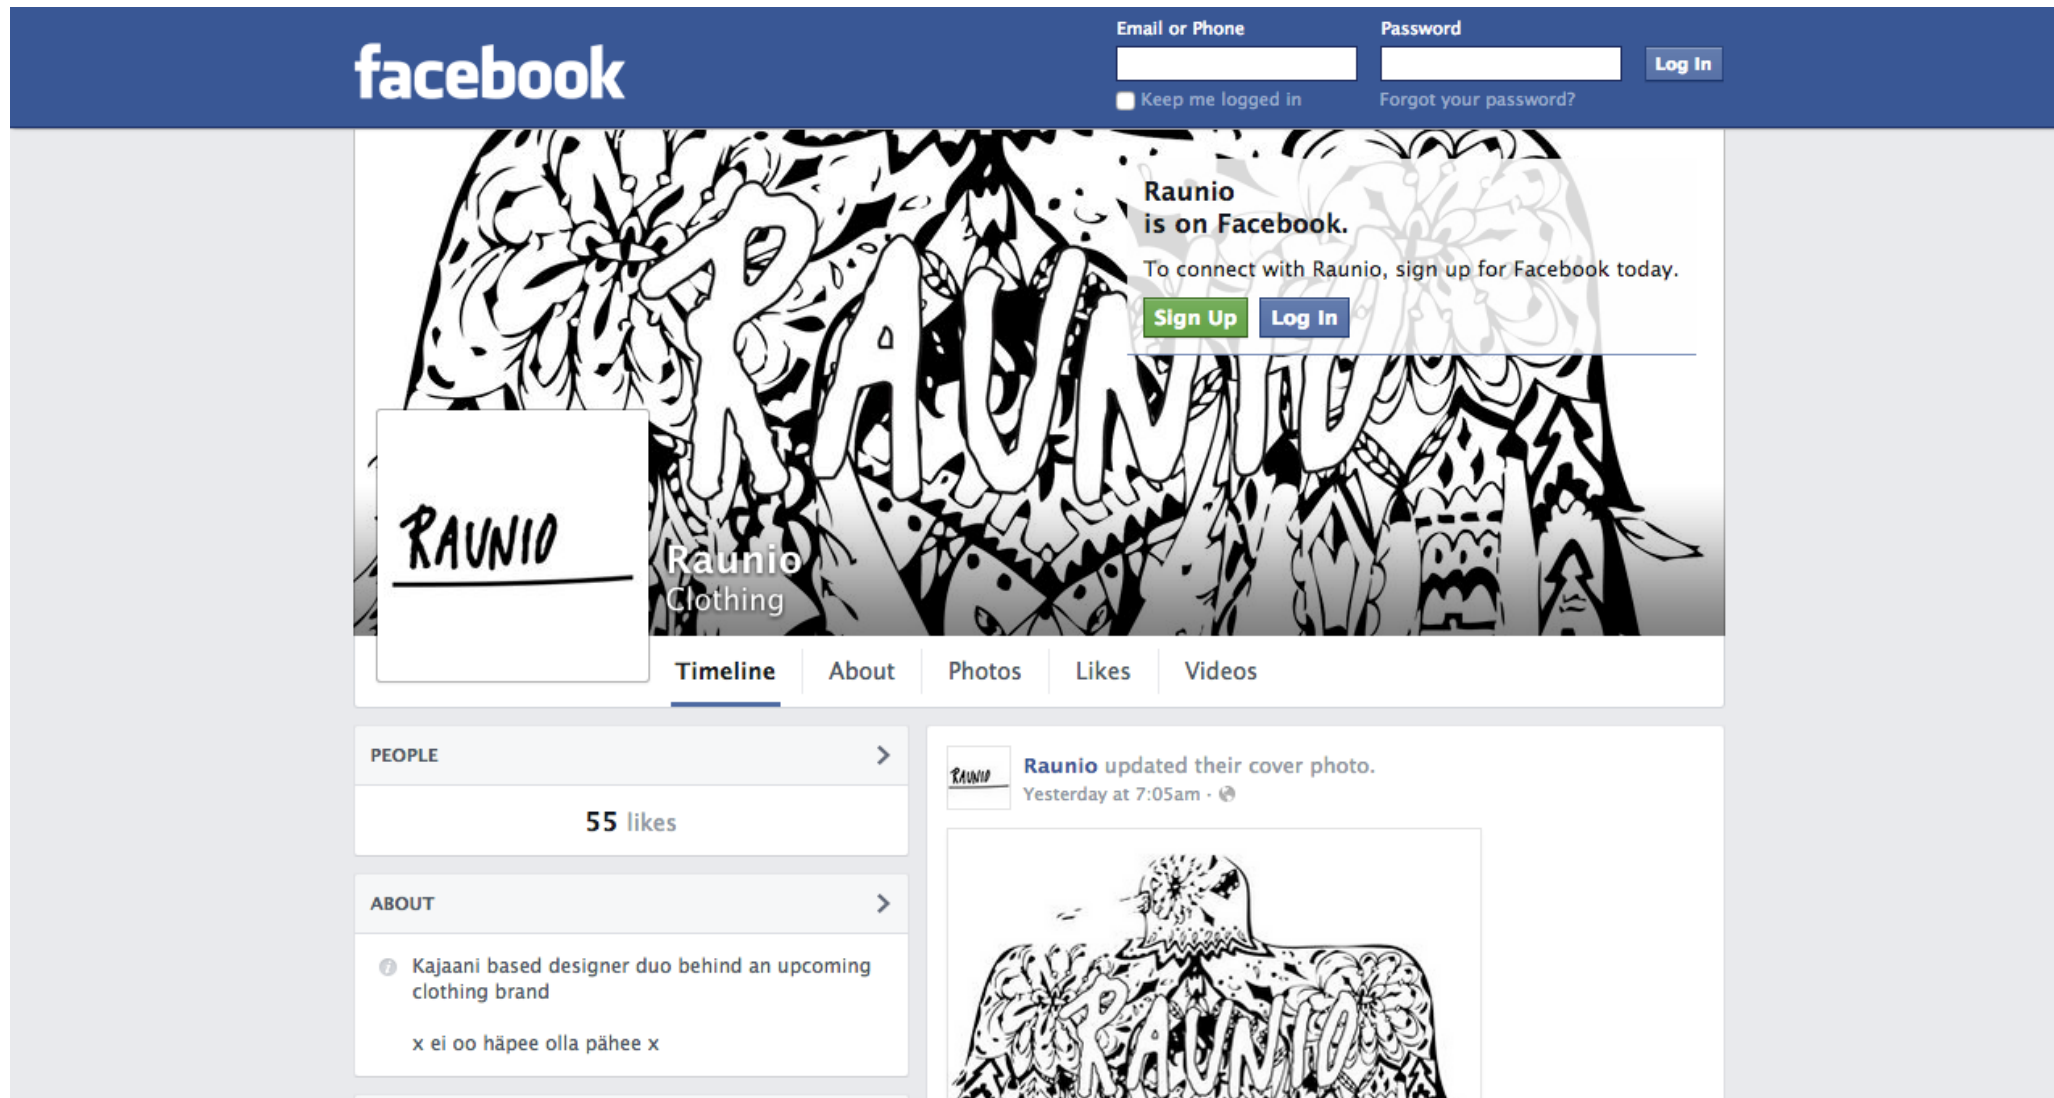 facebook
Email or Phone
Password
Log In
Keep me logged in
Forgot your password?
RAUNIO
Raunio
is on Facebook.
To connect with Raunio, sign up for Facebook today.
Sign Up
Log In
RAUNIO
Raunio
Clothing
Timeline
About
Photos
Likes
Videos
PEOPLE
55 likes
ABOUT
Kajaani based designer duo behind an upcoming
clothing brand
x ei oo häpee olla pähee x
RAUNIO
Raunio updated their cover photo.
Yesterday at 7:05am ·
RAUNIO